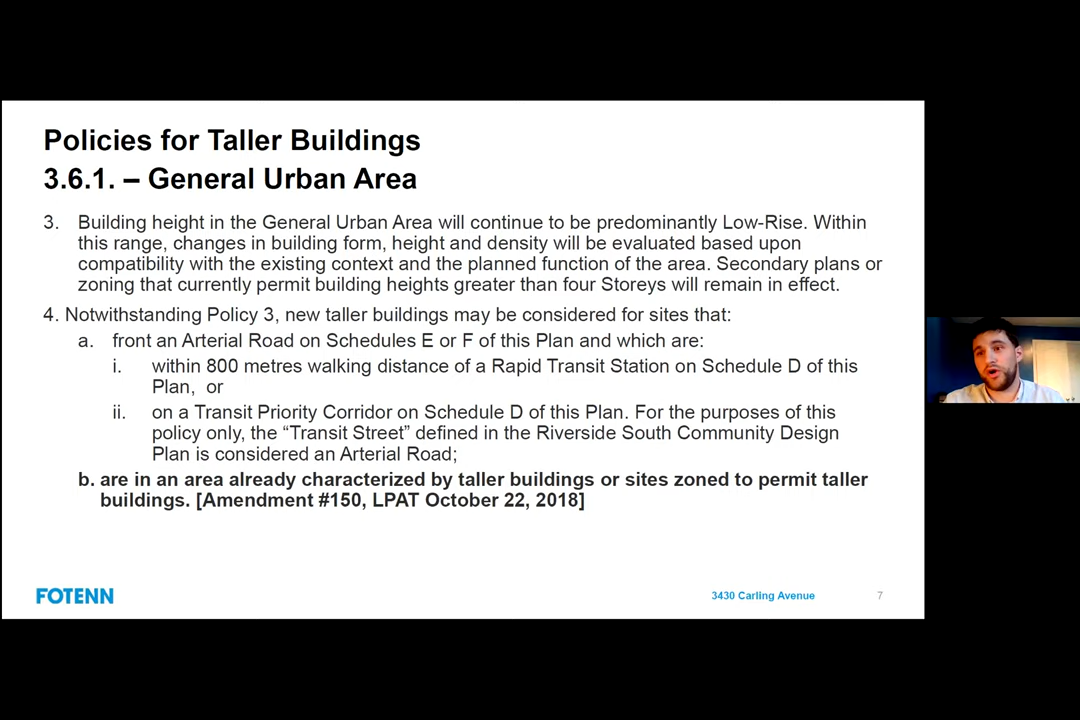 Policies for Taller Buildings
3.6.1. – General Urban Area
3. Building height in the General Urban Area will continue to be predominantly Low-Rise. Within
this range, changes in building form, height and density will be evaluated based upon
compatibility with the existing context and the planned function of the area. Secondary plans or
zoning that currently permit building heights greater than four Storeys will remain in effect.
4. Notwithstanding Policy 3, new taller buildings may be considered for sites that:
a. front an Arterial Road on Schedules E or F of this Plan and which are:
i. within 800 metres walking distance of a Rapid Transit Station on Schedule D of this
Plan, or
ii. on a Transit Priority Corridor on Schedule D of this Plan. For the purposes of this
policy only, the “Transit Street” defined in the Riverside South Community Design
Plan is considered an Arterial Road;
b. are in an area already characterized by taller buildings or sites zoned to permit taller
buildings. [Amendment #150, LPAT October 22, 2018]
FOTENN
3430 Carling Avenue
7